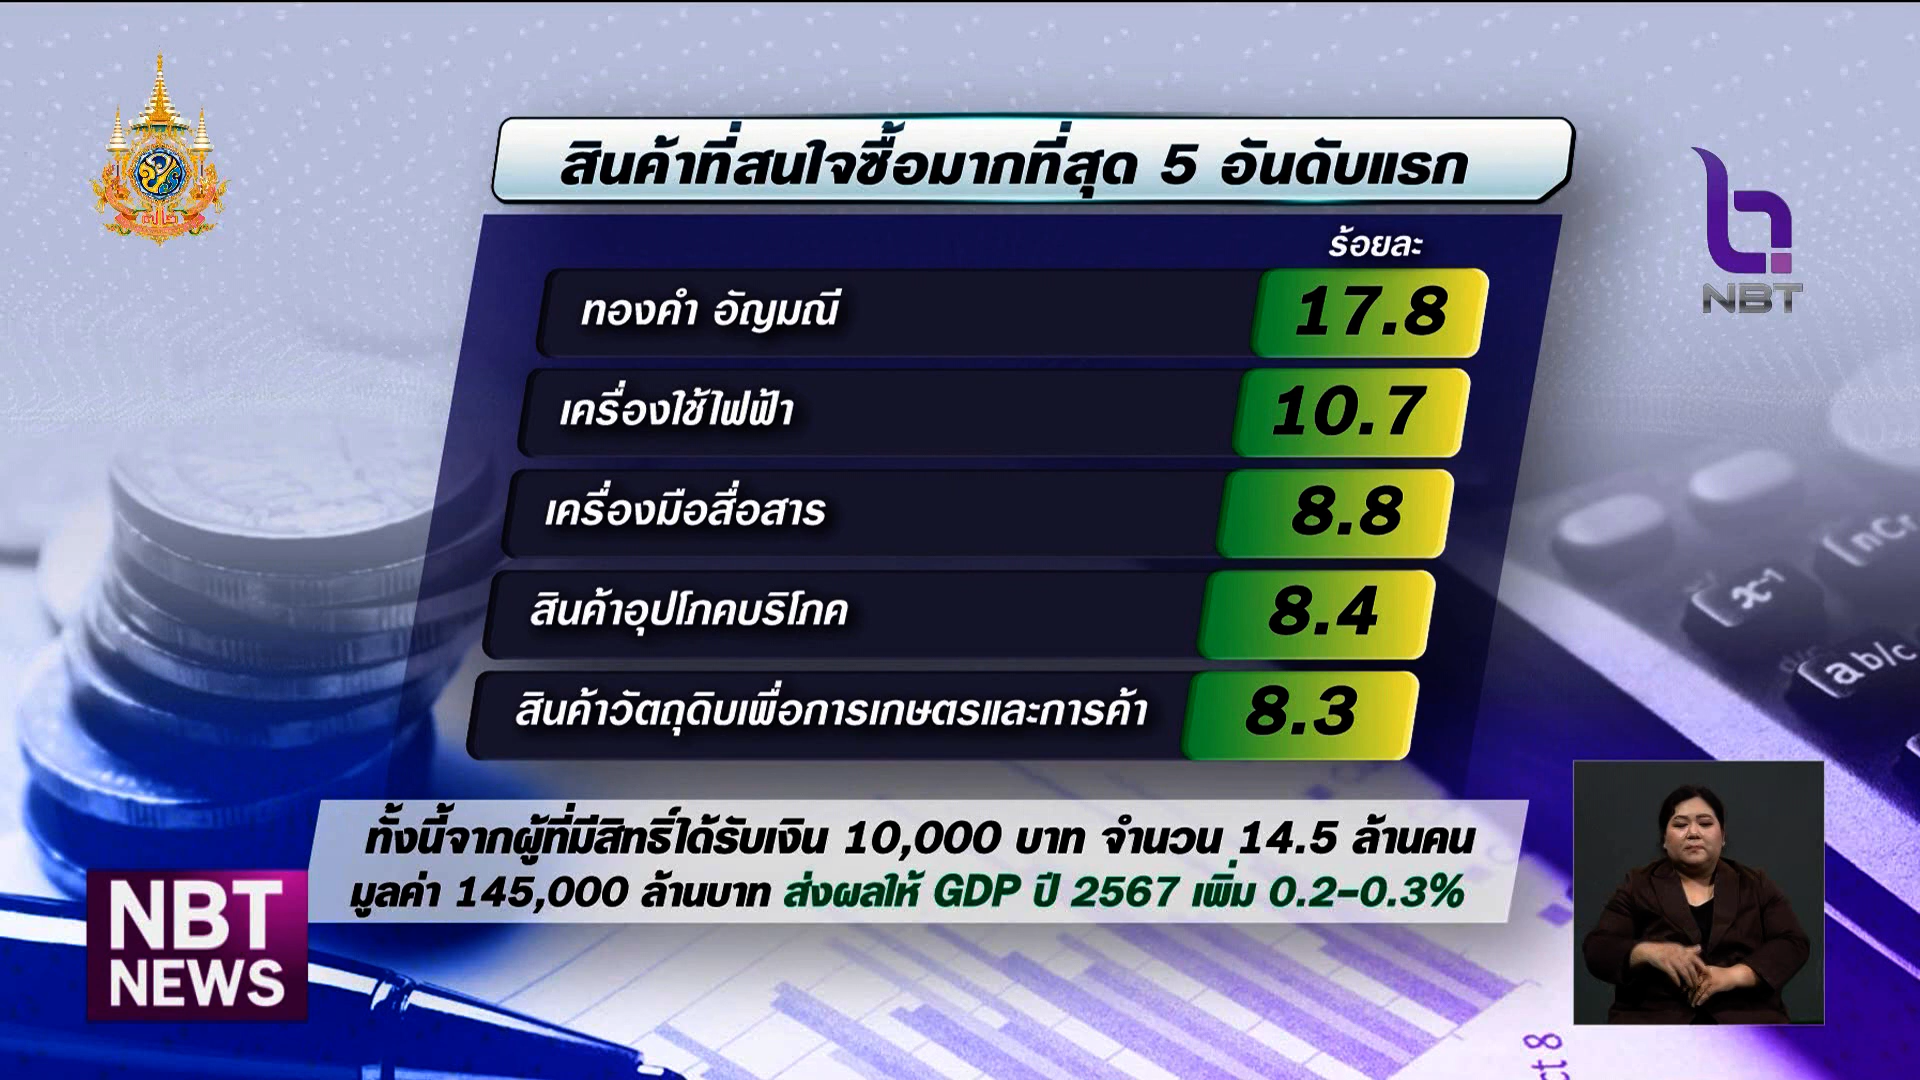 สินค้าที่สนใจซื้อมากที่สุด 5 อันดับแรก
ร้อยละ
ทองคำ อัญมณี 17.8
เครื่องใช้ไฟฟ้า 10.7
เครื่องมือสื่อสาร 8.8
สินค้าอุปโภคบริโภค 8.4
สินค้าวัตถุดิบเพื่อการเกษตรและการค้า 8.3
ทั้งนี้จากผู้ที่มีสิทธิ์ได้รับเงิน 10,000 บาท จำนวน 14.5 ล้านคน
มูลค่า 145,000 ล้านบาท ส่งผลให้ GDP ปี 2567 เพิ่ม 0.2-0.3%
NBT
NBT
NEWS
๗๒
nCr
x⁻¹
ab/c
ct 8